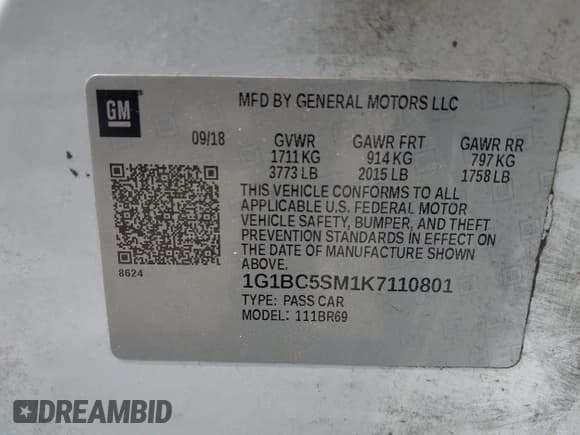 GM
MFD BY GENERAL MOTORS LLC
09/18 GVWR GAWR FRT GAWR RR
1711 KG 914 KG 797 KG
3773 LB 2015 LB 1758 LB
THIS VEHICLE CONFORMS TO ALL
APPLICABLE U.S. FEDERAL MOTOR
VEHICLE SAFETY, BUMPER, AND THEFT
PREVENTION STANDARDS IN EFFECT ON
THE DATE OF MANUFACTURE SHOWN
ABOVE.
8624
1G1BC5SM1K7110801
TYPE: PASS CAR
MODEL: 111BR69
DREAMBID